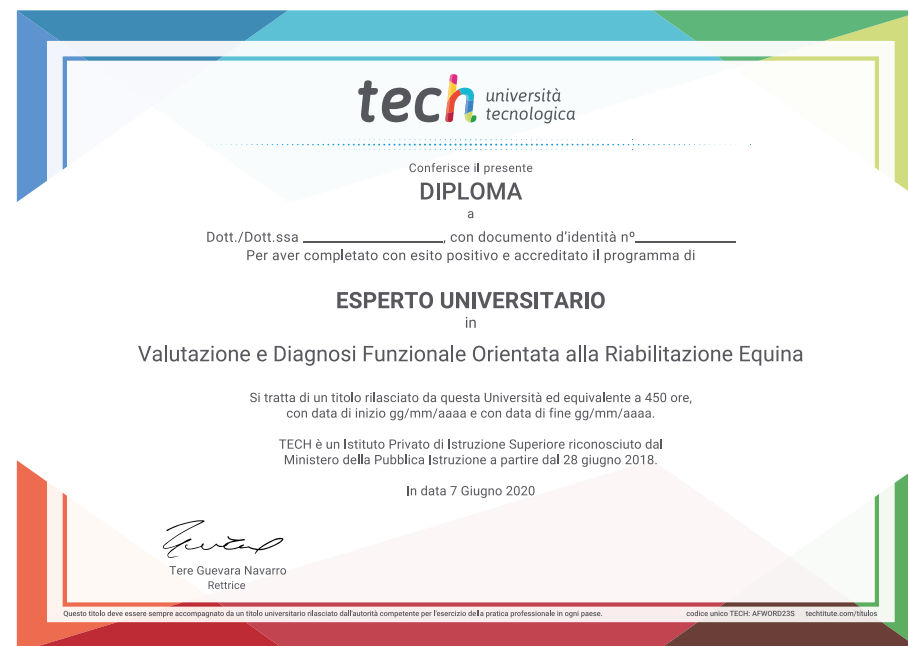 tech università
tecnologica
Conferisce il presente
DIPLOMA
a
Dott./Dott.ssa ____________________, con documento d'identità nº______________
Per aver completato con esito positivo e accreditato il programma di
ESPERTO UNIVERSITARIO
in
Valutazione e Diagnosi Funzionale Orientata alla Riabilitazione Equina
Si tratta di un titolo rilasciato da questa Università ed equivalente a 450 ore,
con data di inizio gg/mm/aaaa e con data di fine gg/mm/aaaa.
TECH è un Istituto Privato di Istruzione Superiore riconosciuto dal
Ministero della Pubblica Istruzione a partire dal 28 giugno 2018.
In data 7 Giugno 2020
Tere Guevara Navarro
Rettrice
Questo titolo deve essere sempre accompagnato da un titolo universitario rilasciato dall'autorità competente per l'esercizio della pratica professionale in ogni paese. codice unico TECH: AFWORD23S techtitute.com/titulos